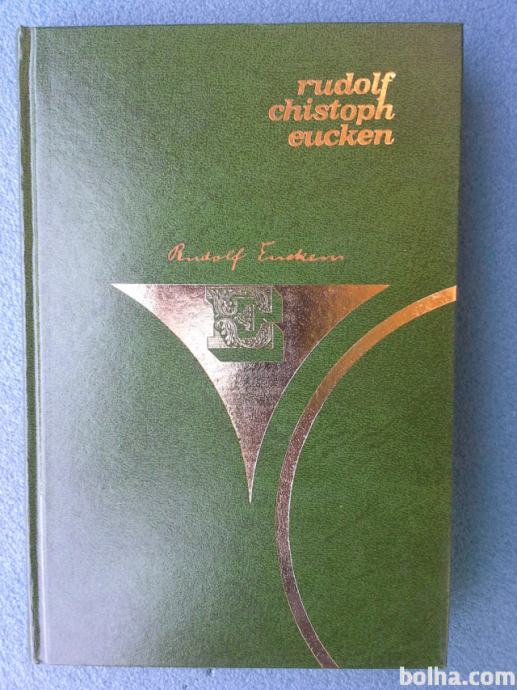 rudolf
chistoph
eucken
Rudolf Eucken
E
bolha.com